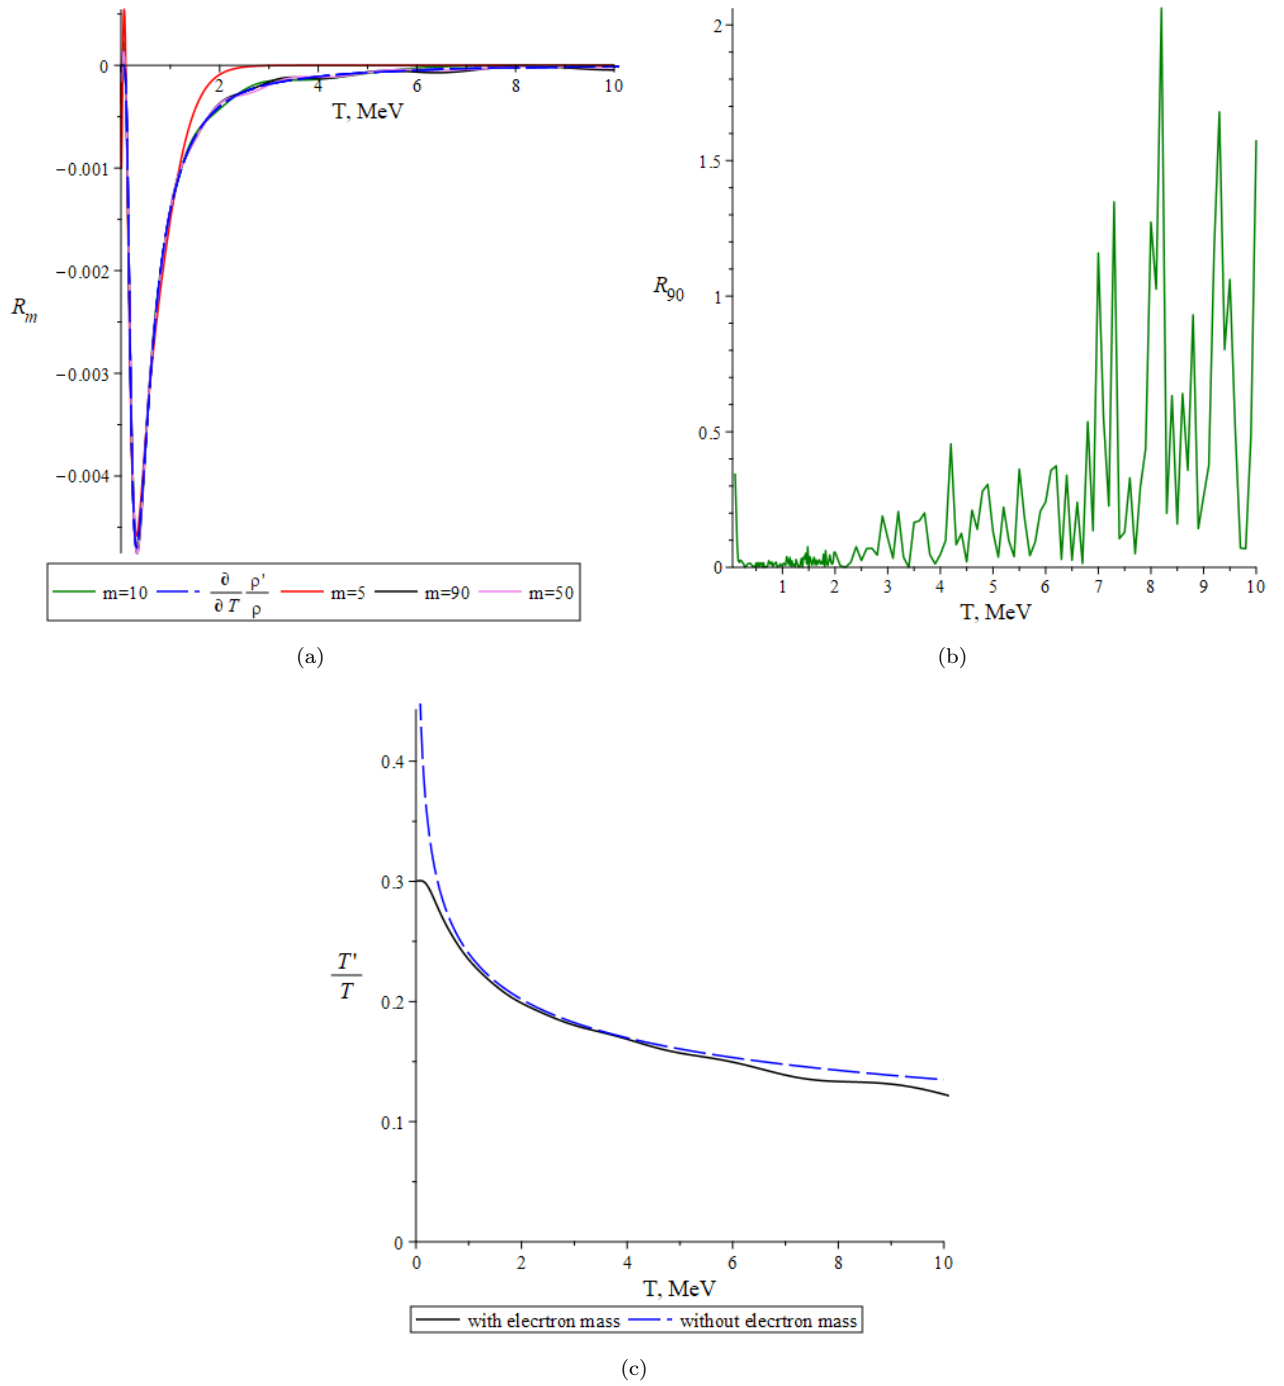 0
−0.001
−0.002
−0.003
−0.004
2 4 6 8 10
T, MeV
R_m
m=10 ∂/∂T ρ'/ρ m=5 m=90 m=50
(a)
2
1.5
1
0.5
0
R_90
1 2 3 4 5 6 7 8 9 10
T, MeV
(b)
0.4
0.3
0.2
0.1
0
T'/T
0 2 4 6 8 10
T, MeV
with elecrtron mass without elecrtron mass
(c)